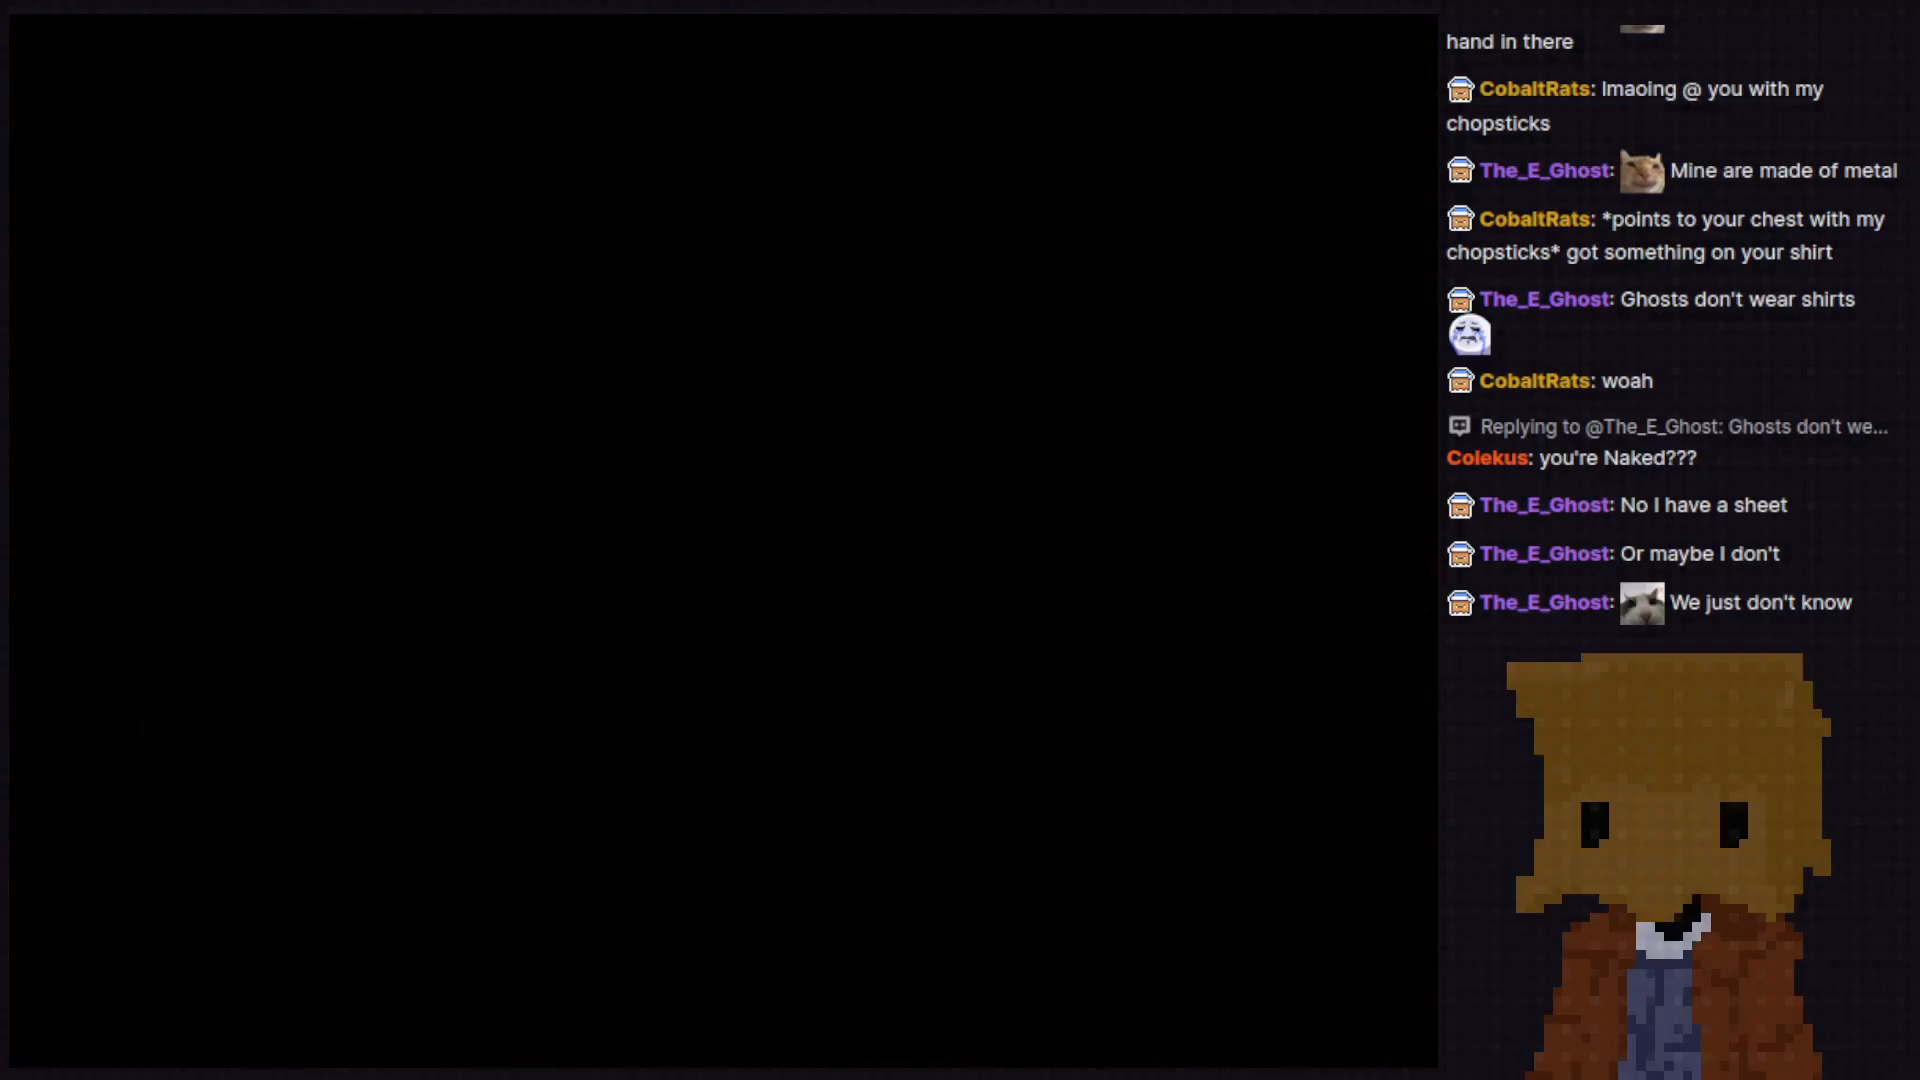 hand in there
CobaltRats: lmaoing @ you with my
chopsticks
The_E_Ghost: Mine are made of metal
CobaltRats: *points to your chest with my
chopsticks* got something on your shirt
The_E_Ghost: Ghosts don't wear shirts
CobaltRats: woah
Replying to @The_E_Ghost: Ghosts don't we...
Colekus: you're Naked???
The_E_Ghost: No I have a sheet
The_E_Ghost: Or maybe I don't
The_E_Ghost: We just don't know